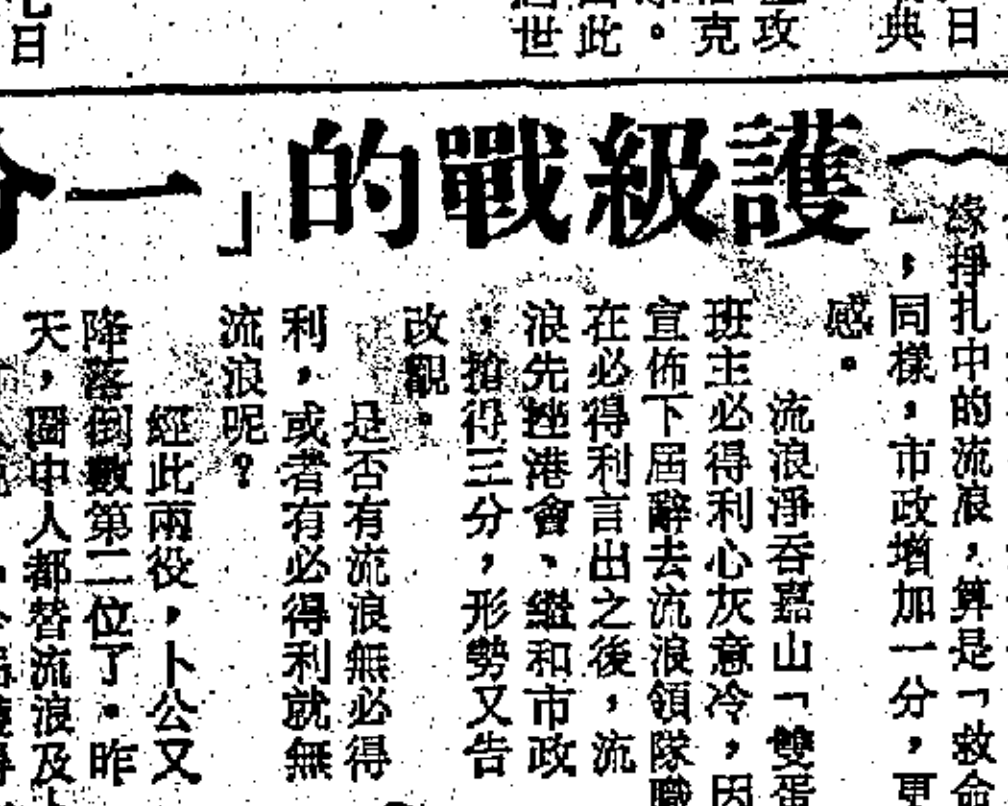 日
典
攻
克
。
此
世
七日
護級戰的「一分
緣掙扎中的流浪，算是「救命
」，同樣，市政增加一分，更
感。
流浪淨吞嘉山「雙蛋
班主必得利心灰意冷，因
宣佈下屆辭去流浪領隊職
在必得利言出之後，流
浪先挫港會、繼和市政
，搶得三分，形勢又告
改觀。
是否有流浪無必得
利，或者有必得利就無
流浪呢？
經此兩役，卜公又
降落倒數第二位了。昨
天，圈中人都替流浪及